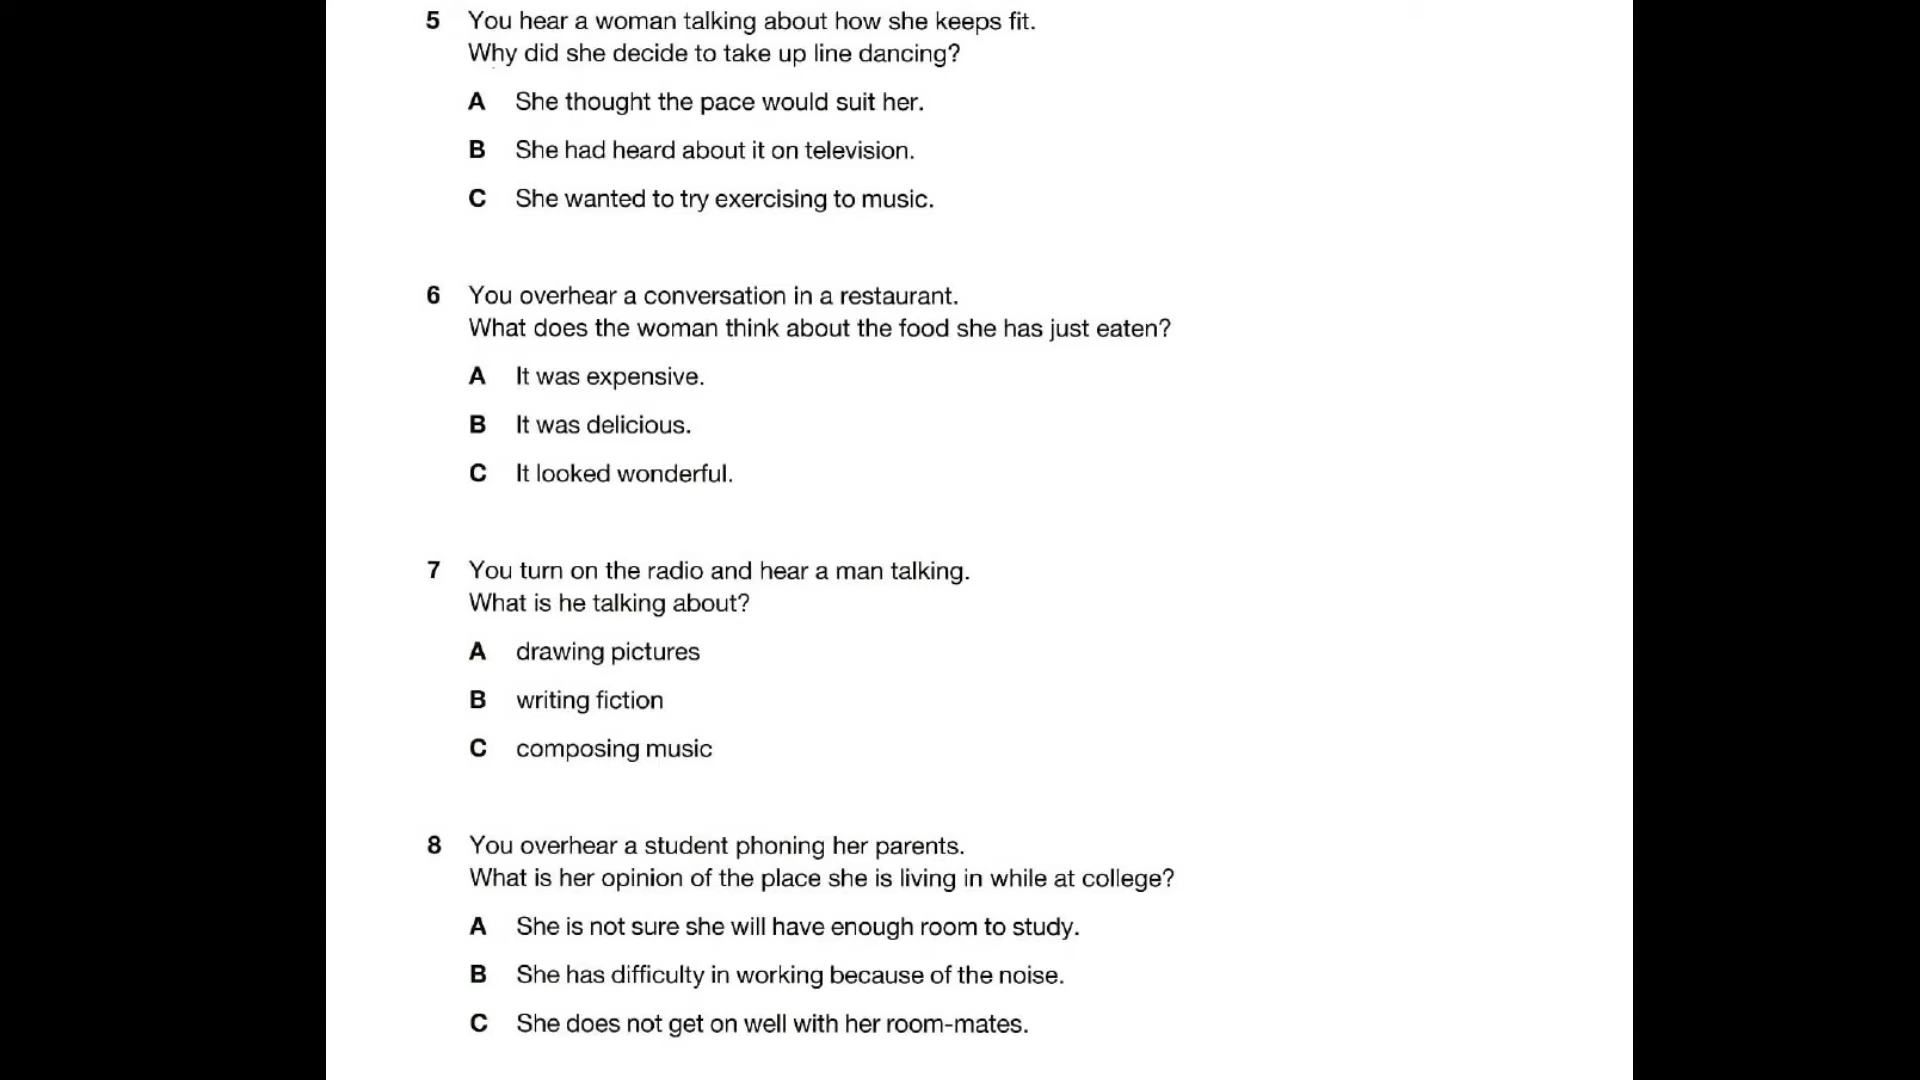 5 You hear a woman talking about how she keeps fit.
Why did she decide to take up line dancing?
A She thought the pace would suit her.
B She had heard about it on television.
C She wanted to try exercising to music.
6 You overhear a conversation in a restaurant.
What does the woman think about the food she has just eaten?
A It was expensive.
B It was delicious.
C It looked wonderful.
7 You turn on the radio and hear a man talking.
What is he talking about?
A drawing pictures
B writing fiction
C composing music
8 You overhear a student phoning her parents.
What is her opinion of the place she is living in while at college?
A She is not sure she will have enough room to study.
B She has difficulty in working because of the noise.
C She does not get on well with her room-mates.